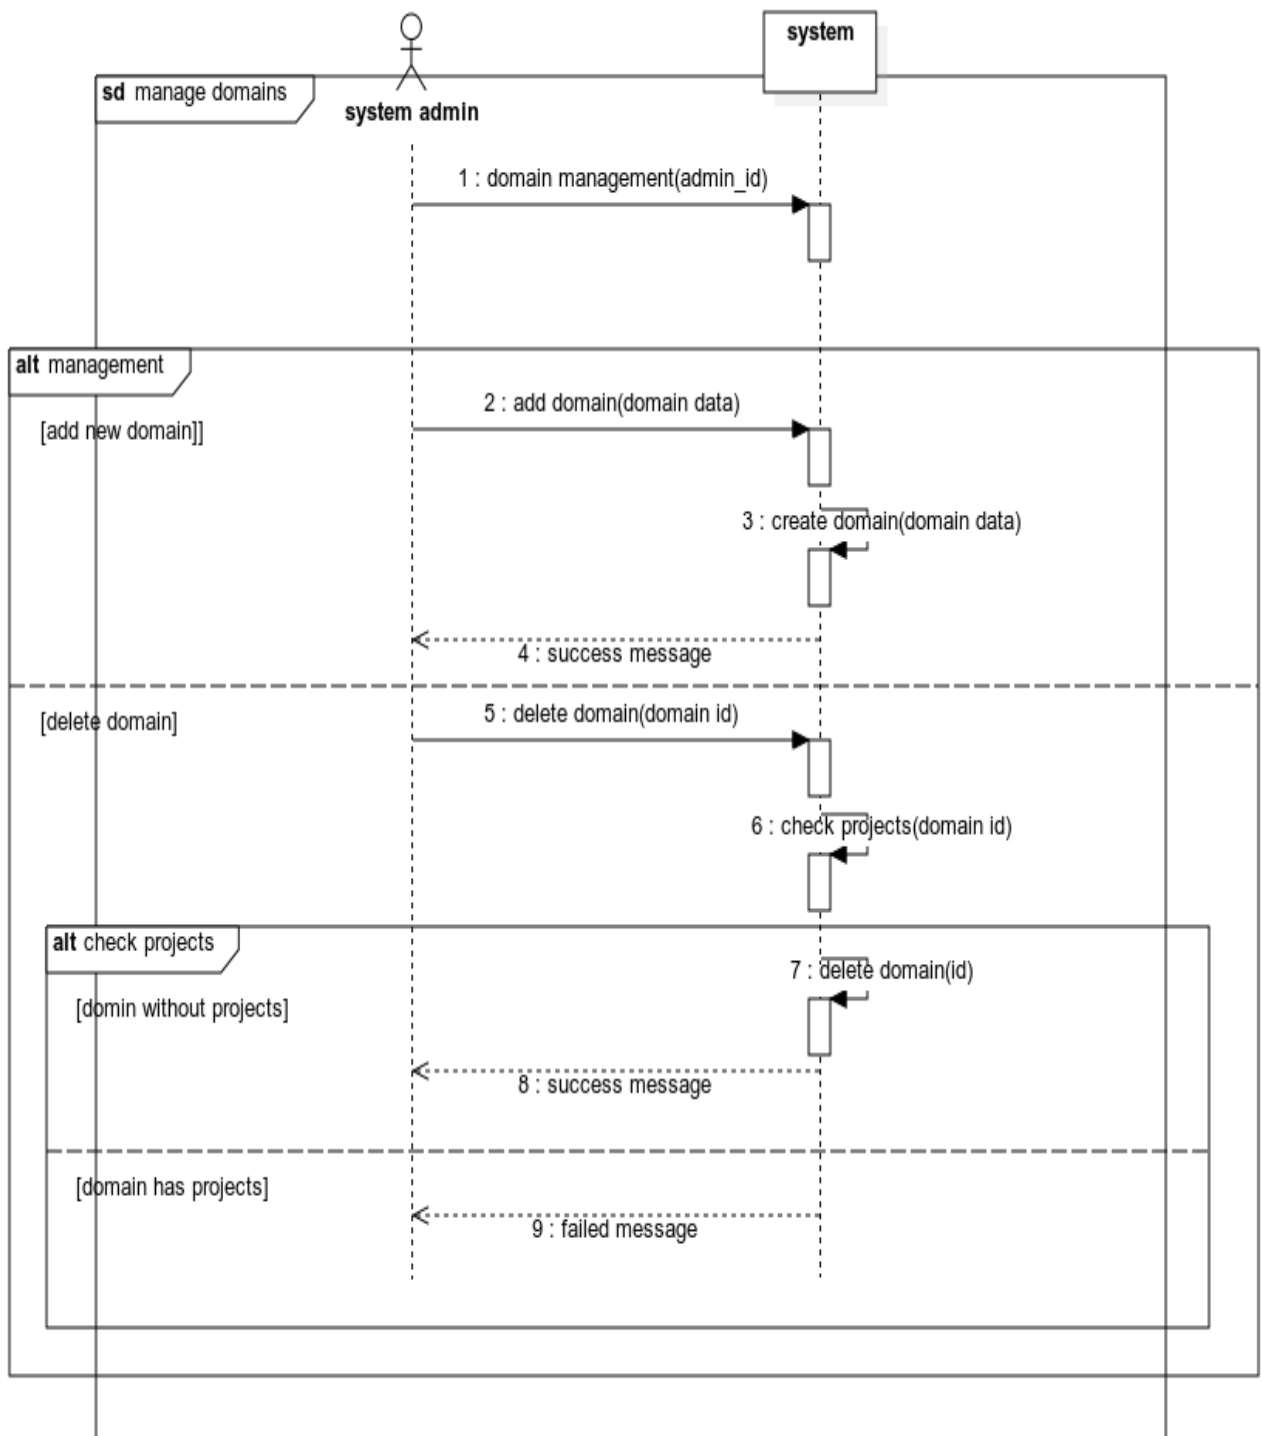 system
sd manage domains
system admin
1 : domain management(admin_id)
alt management
2 : add domain(domain data)
[add new domain]]
3 : create domain(domain data)
4 : success message
[delete domain]
5 : delete domain(domain id)
6 : check projects(domain id)
alt check projects
7 : delete domain(id)
[domin without projects]
8 : success message
[domain has projects]
9 : failed message